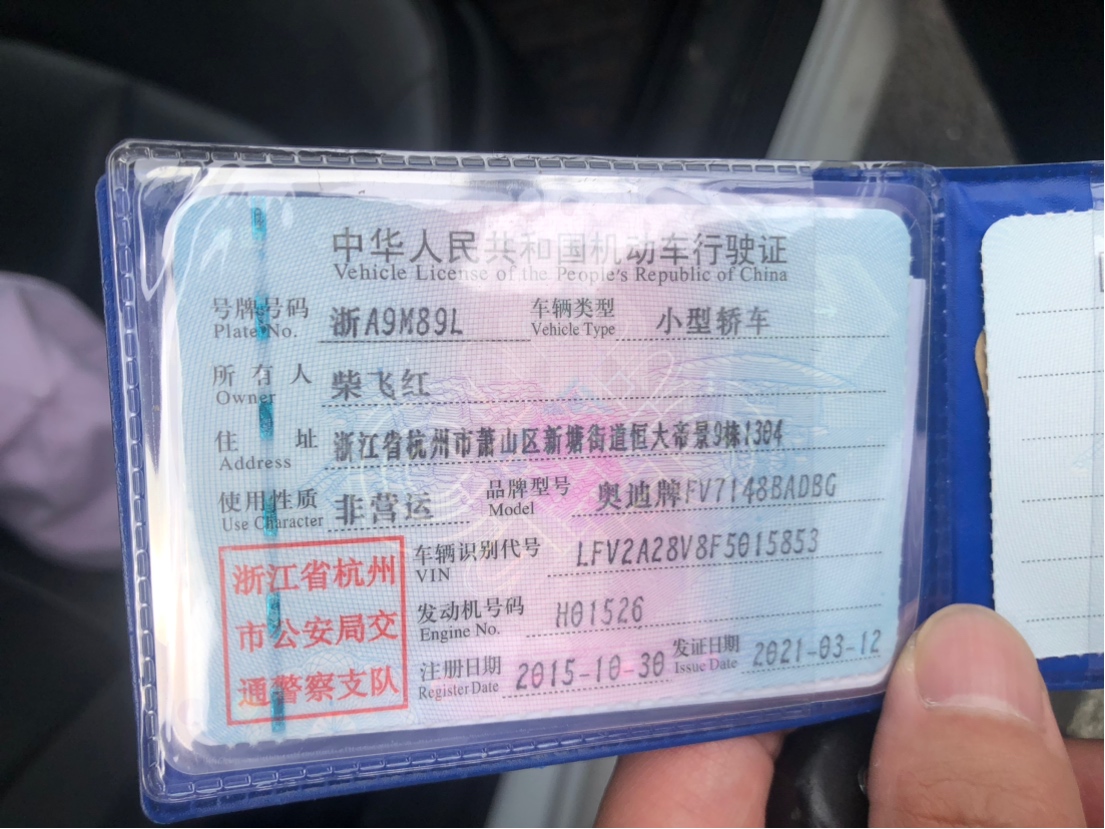 中华人民共和国机动车行驶证
Vehicle License of the People's Republic of China
号牌号码 浙A9M89L 车辆类型 小型轿车
Plate No. Vehicle Type
所有人 柴飞红
Owner
住址 浙江省杭州市萧山区新塘街道恒大帝景9栋1304
Address
使用性质 非营运 品牌型号 奥迪牌FV7148BADBG
Use Character Model
浙江省杭州
市公安局交
通警察支队
车辆识别代号 LFV2A28V8F5015853
VIN
发动机号码 H01526
Engine No.
注册日期 2015-10-30 发证日期 2021-03-12
Register Date Issue Date